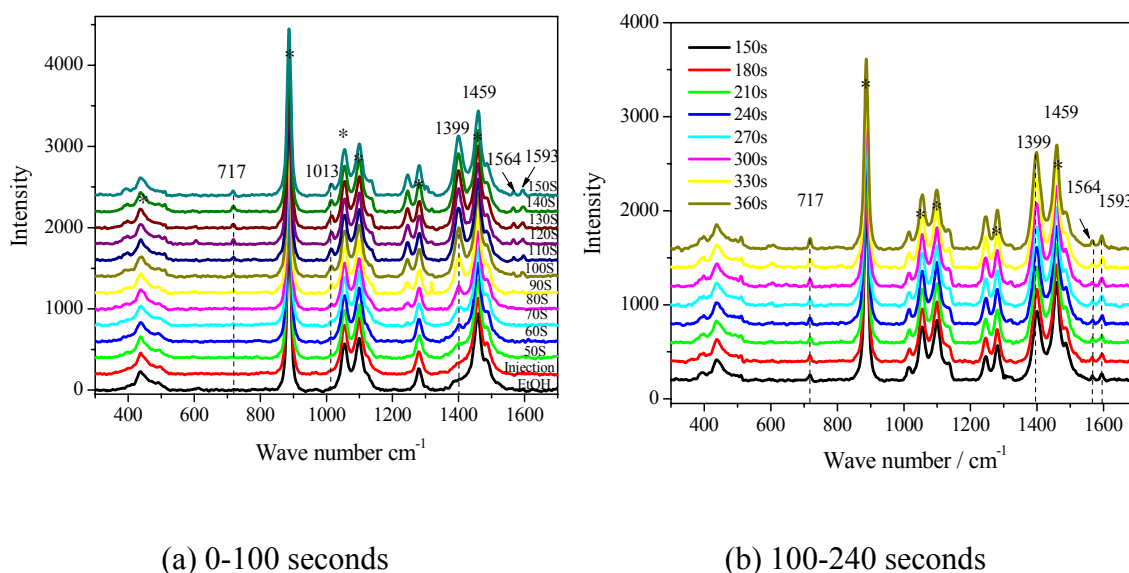 4000
3000
2000
1000
0
Intensity
400 600 800 1000 1200 1400 1600
Wave number cm-1
*
*
*
*
*
*
*
717
1013
1399
1459
1564
1593
150S
140S
130S
120S
110S
100S
90S
80S
70S
60S
50S
Injection
EtOH
(a) 0-100 seconds
4000
3000
2000
1000
0
Intensity
400 600 800 1000 1200 1400 1600
Wave number / cm-1
150s
180s
210s
240s
270s
300s
330s
360s
*
*
*
*
*
717
1399
1459
1564
1593
(b) 100-240 seconds